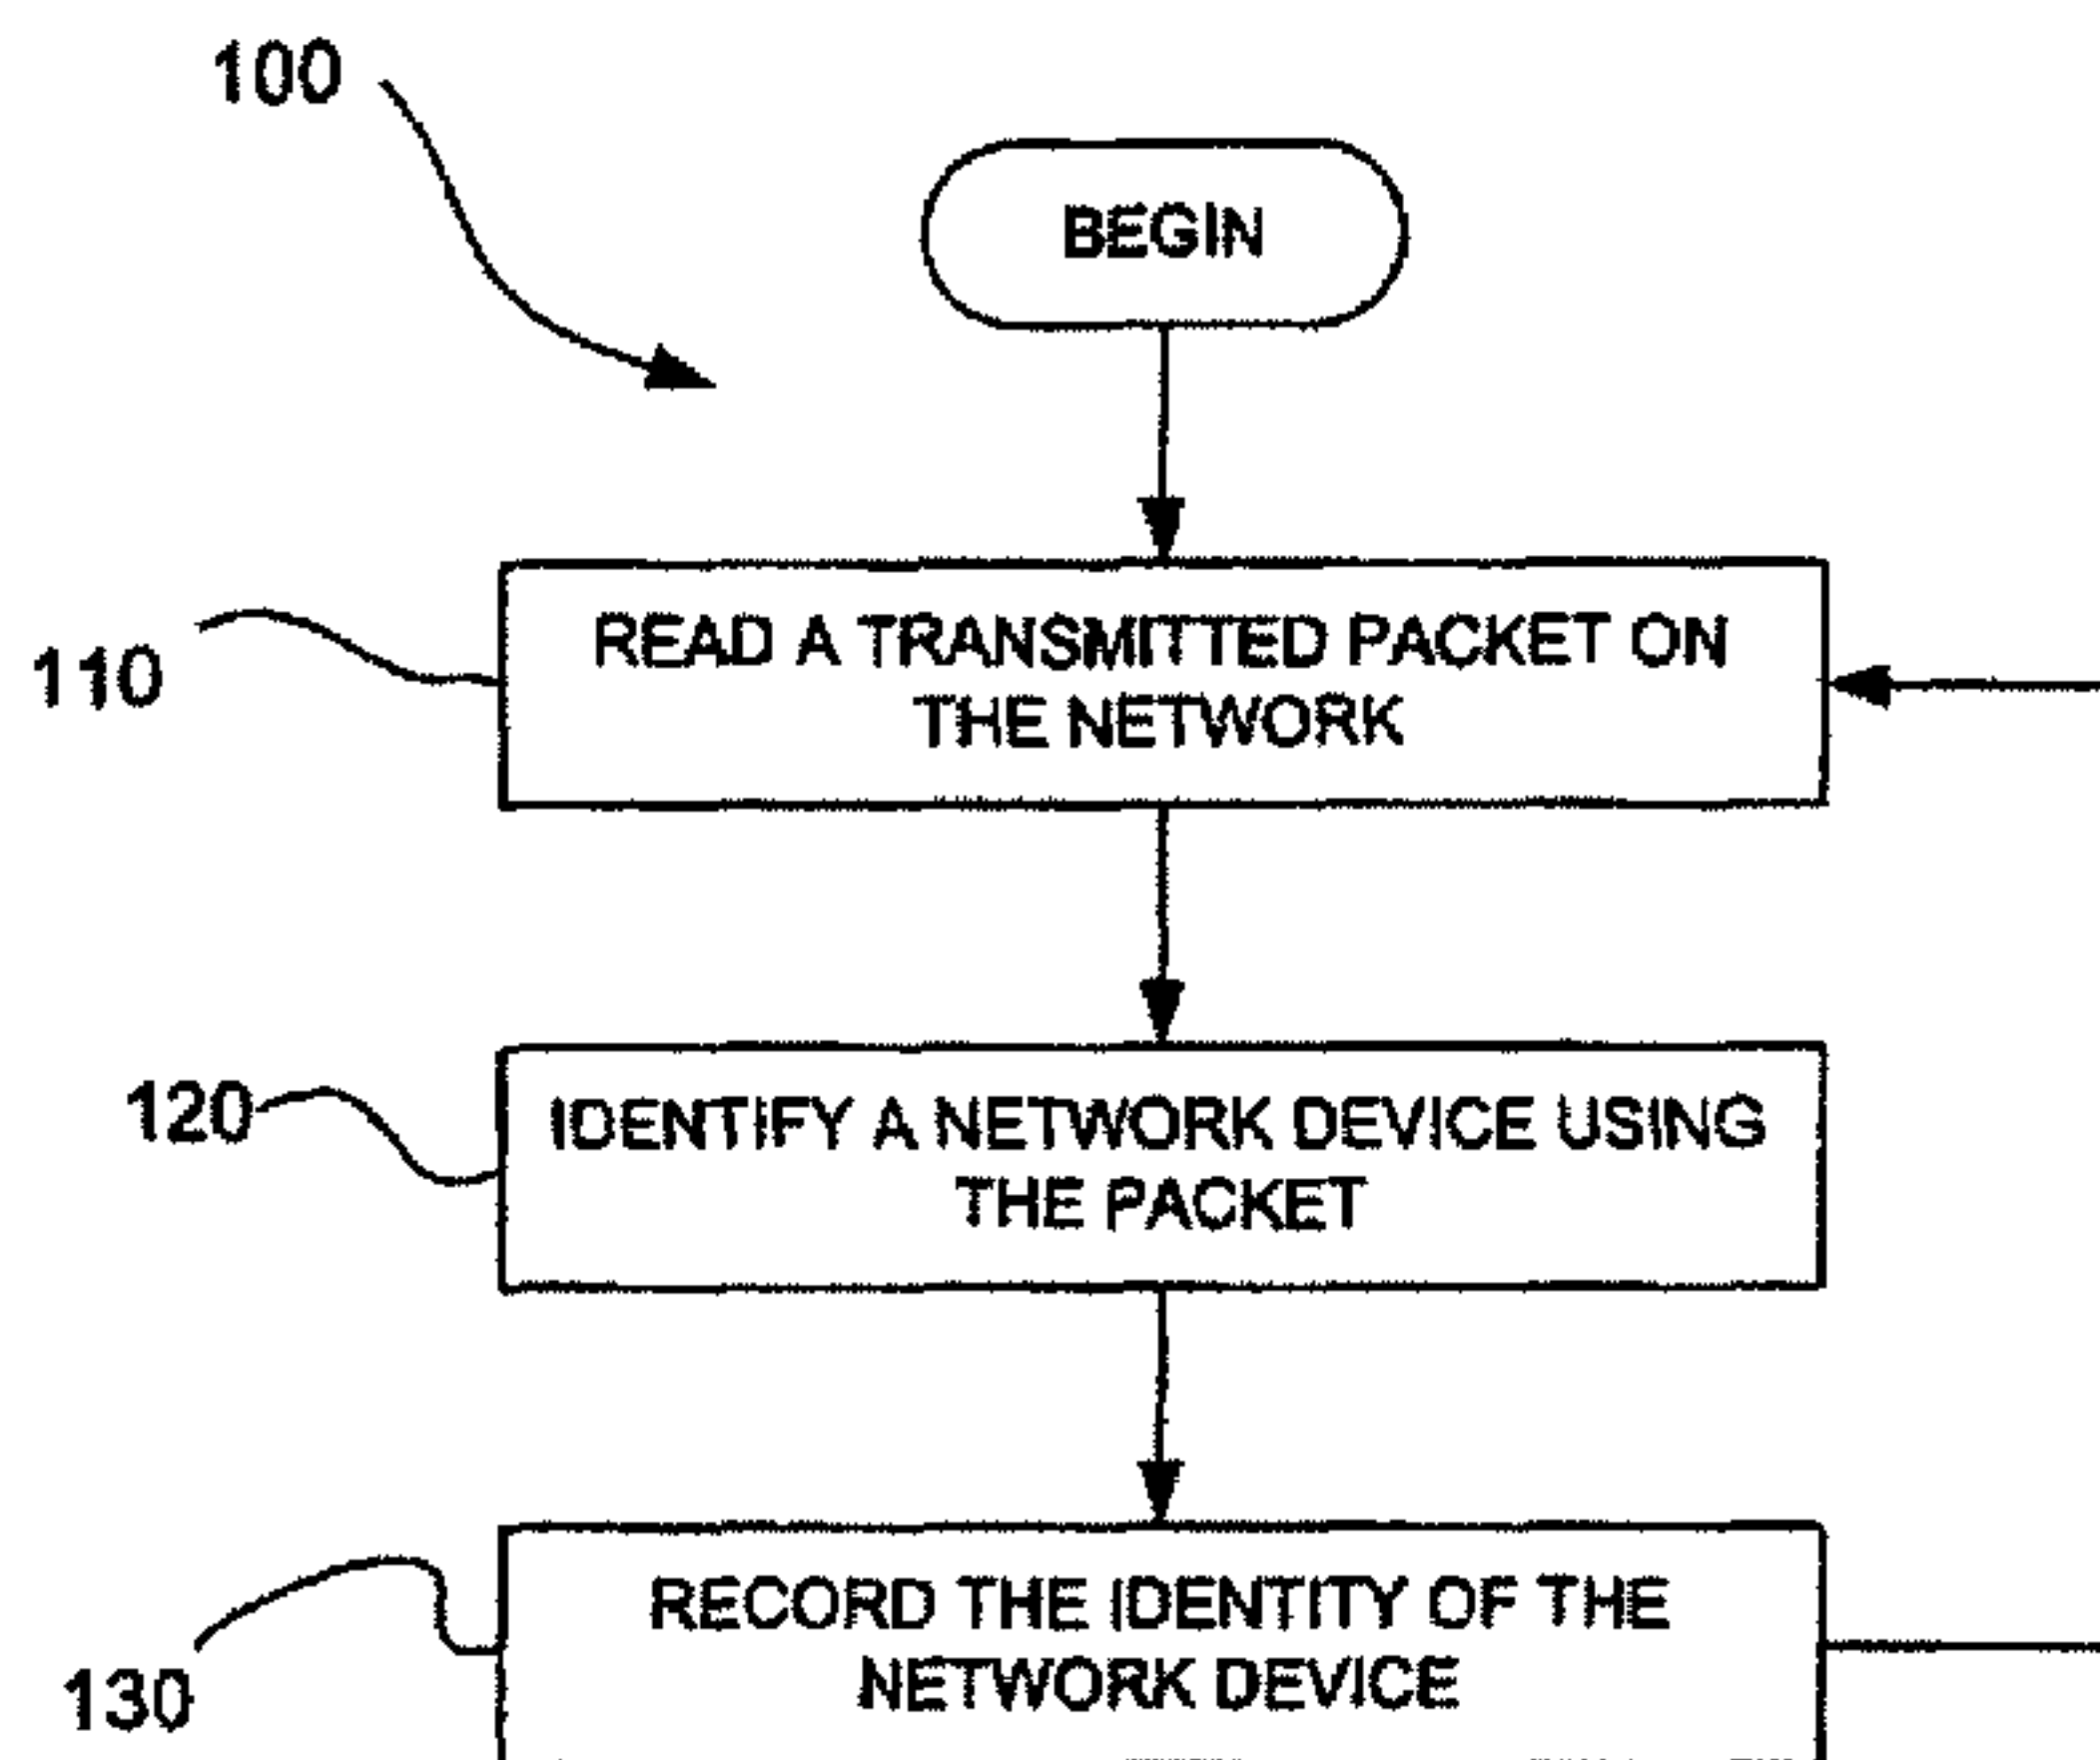 100
BEGIN
110
READ A TRANSMITTED PACKET ON
THE NETWORK
120
IDENTIFY A NETWORK DEVICE USING
THE PACKET
130
RECORD THE IDENTITY OF THE
NETWORK DEVICE